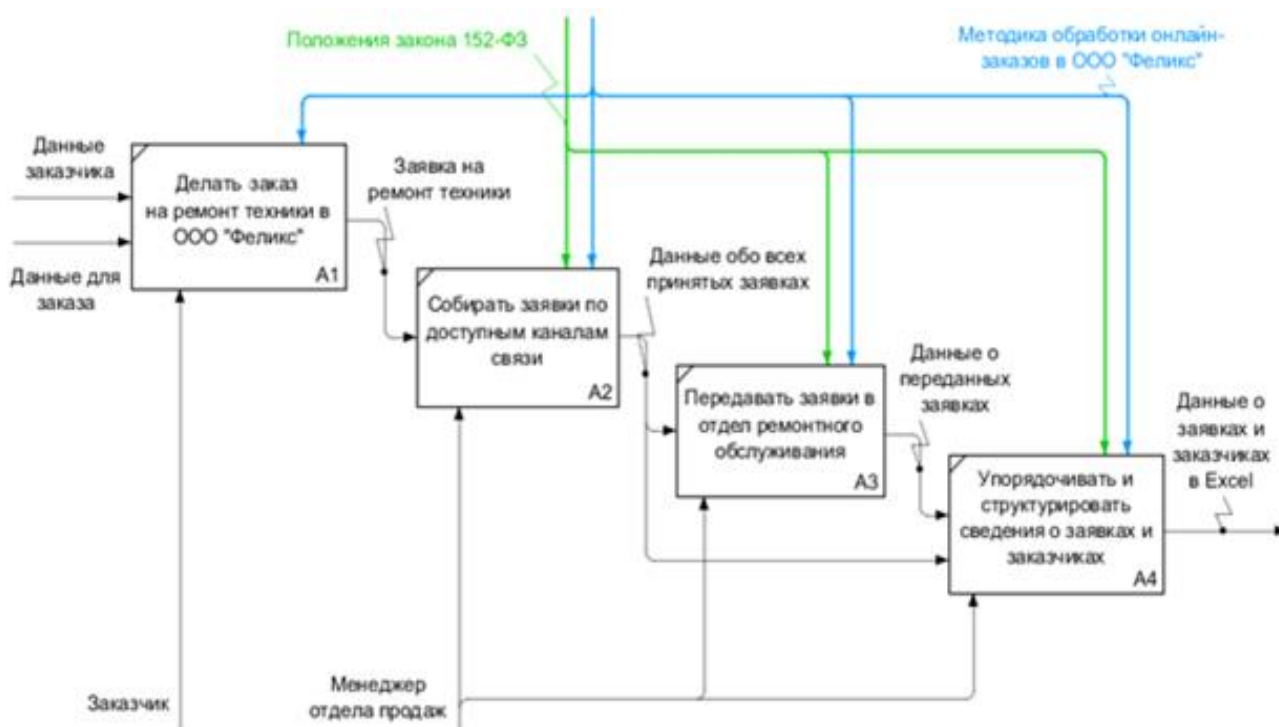 Положения закона 152-ФЗ
Методика обработки онлайн-
заказов в ООО "Феликс"
Данные
заказчика
Данные для
заказа
Делать заказ
на ремонт техники в
ООО "Феликс"
A1
Заявка на
ремонт техники
Собирать заявки по
доступным каналам
связи
A2
Данные обо всех
принятых заявках
Передавать заявки в
отдел ремонтного
обслуживания
A3
Данные о
переданных
заявках
Упорядочивать и
структурировать
сведения о заявках и
заказчиках
A4
Данные о
заявках и
заказчиках
в Excel
Заказчик
Менеджер
отдела продаж